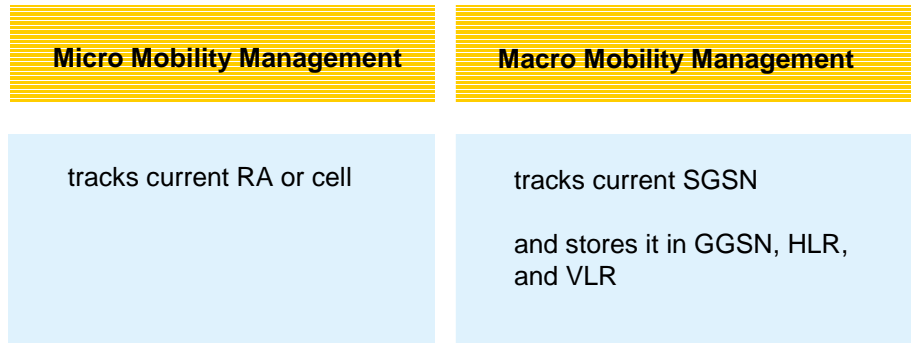 Micro Mobility Management
Macro Mobility Management
tracks current RA or cell
tracks current SGSN
and stores it in GGSN, HLR,
and VLR